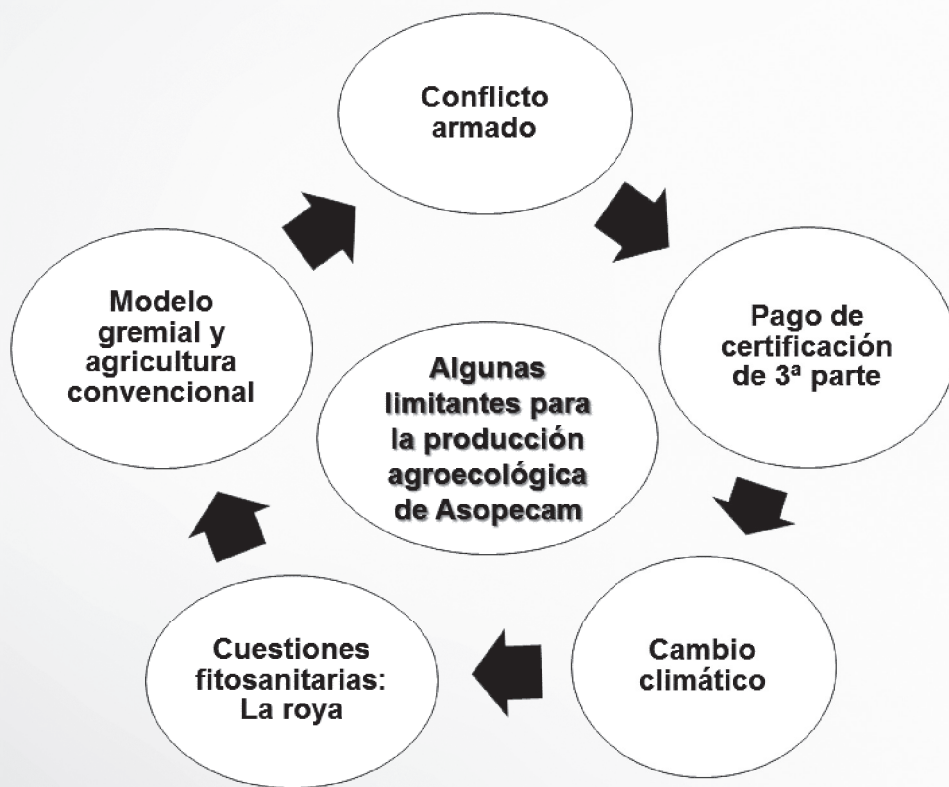 Conflicto
armado
Pago de
certificación
de 3ª parte
Cambio
climático
Cuestiones
fitosanitarias:
La roya
Modelo
gremial y
agricultura
convencional
Algunas
limitantes para
la producción
agroecológica
de Asopecam